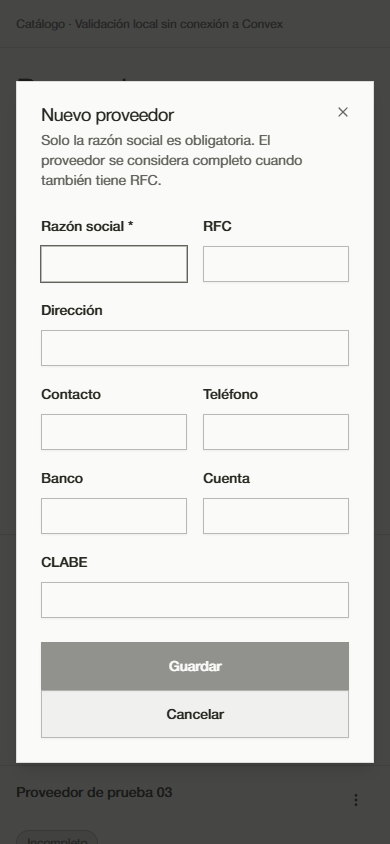 Catálogo · Validación local sin conexión a Convex
Nuevo proveedor
Solo la razón social es obligatoria. El
proveedor se considera completo cuando
también tiene RFC.
Razón social *
RFC
Dirección
Contacto
Teléfono
Banco
Cuenta
CLABE
Guardar
Cancelar
Proveedor de prueba 03
Incompleto